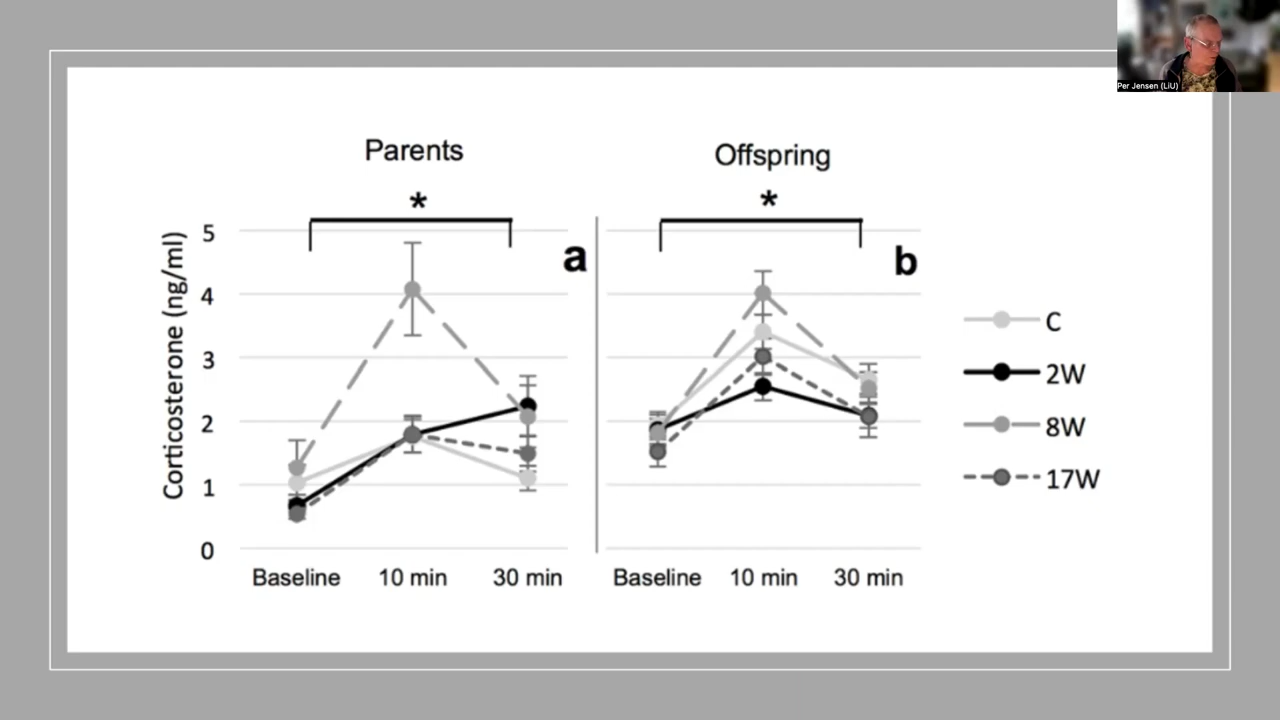 Per Jensen (LiU)
Parents
*
Offspring
*
a
b
Corticosterone (ng/ml)
5
4
3
2
1
0
Baseline 10 min 30 min
Baseline 10 min 30 min
C
2W
8W
17W